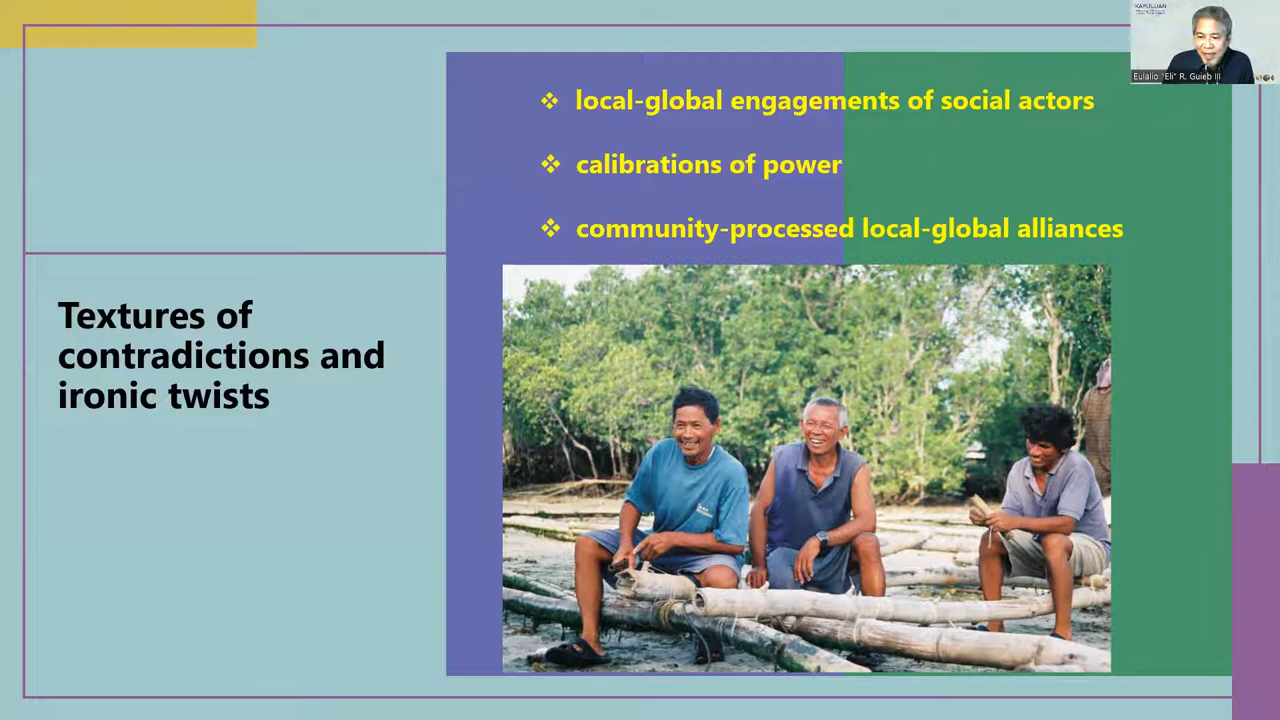 KAPULUAN
Eulalio "Eli" R. Guieb III
❖ local-global engagements of social actors
❖ calibrations of power
❖ community-processed local-global alliances
Textures of
contradictions and
ironic twists